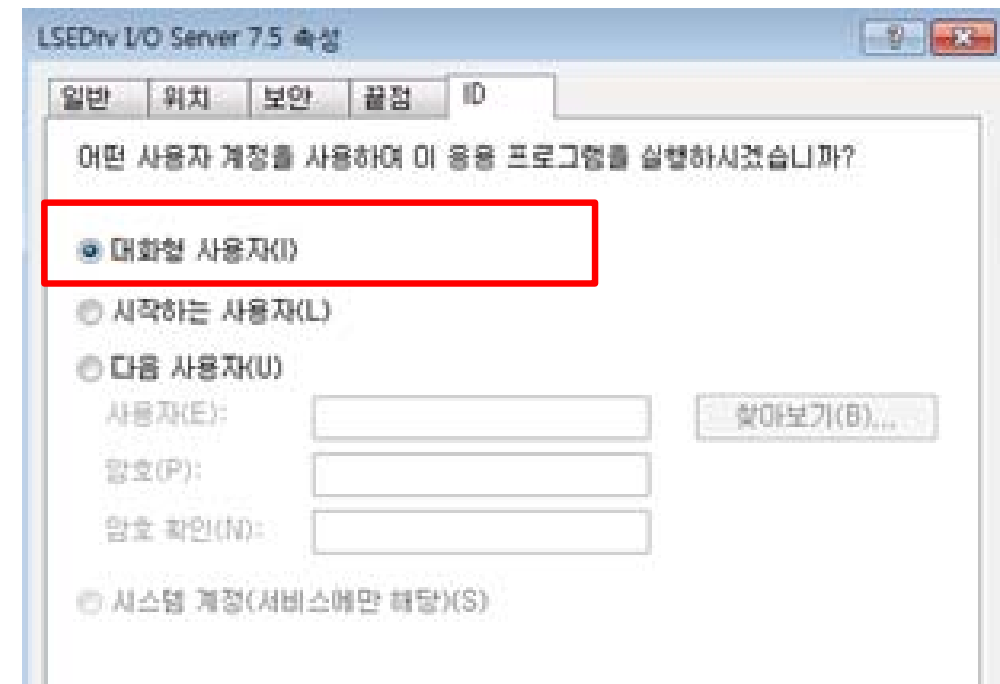 LSEDrv I/O Server 7.5 속성
일반 위치 보안 끝점 ID
어떤 사용자 계정을 사용하여 이 응용 프로그램을 실행하시겠습니까?
대화형 사용자(I)
시작하는 사용자(L)
다음 사용자(U)
사용자(E): 찾아보기(B)...
암호(P):
암호 확인(N):
시스템 계정(서비스에만 해당)(S)